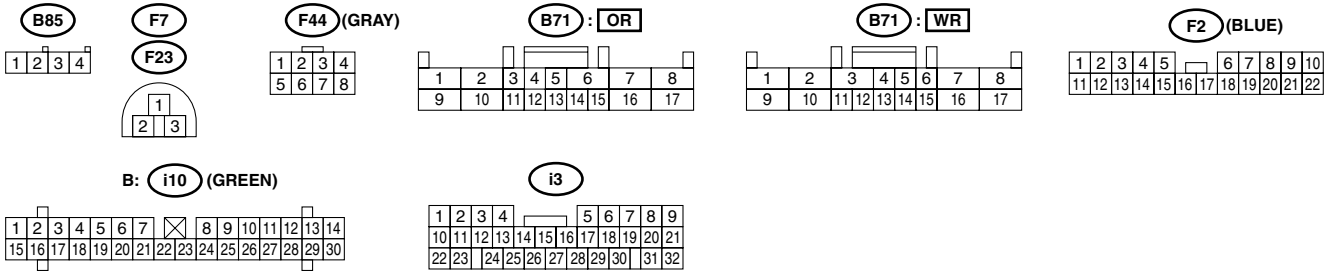 B85
1 2 3 4
F7
F23
1
2 3
F44 (GRAY)
1 2 3 4
5 6 7 8
B71 : OR
1 2 3 4 5 6 7 8
9 10 11 12 13 14 15 16 17
B71 : WR
1 2 3 4 5 6 7 8
9 10 11 12 13 14 15 16 17
F2 (BLUE)
1 2 3 4 5 6 7 8 9 10
11 12 13 14 15 16 17 18 19 20 21 22
B: i10 (GREEN)
1 2 3 4 5 6 7 8 9 10 11 12 13 14
15 16 17 18 19 20 21 22 23 24 25 26 27 28 29 30
i3
1 2 3 4 5 6 7 8 9
10 11 12 13 14 15 16 17 18 19 20 21
22 23 24 25 26 27 28 29 30 31 32